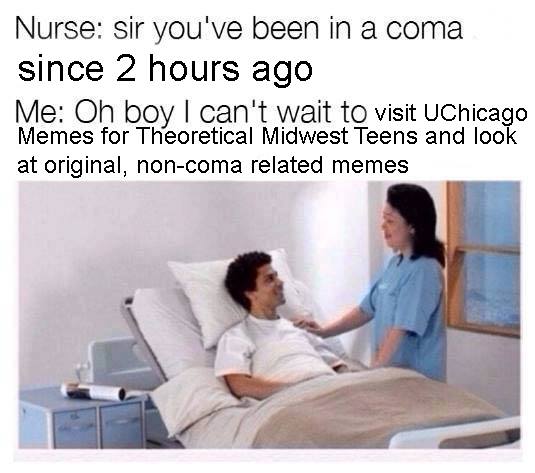 Nurse: sir you've been in a coma
since 2 hours ago
Me: Oh boy I can't wait to visit UChicago
Memes for Theoretical Midwest Teens and look
at original, non-coma related memes